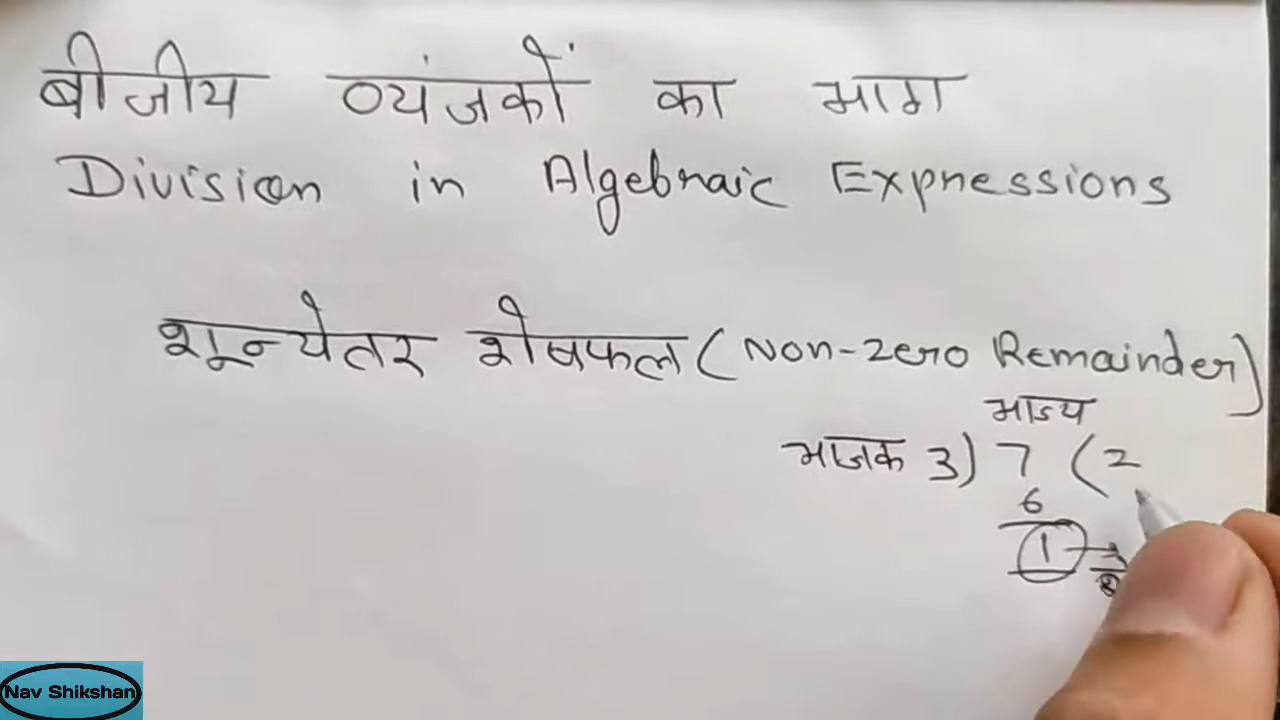 बीजीय व्यंजकों का भाग
Division in Algebraic Expressions
शून्येतर शेषफल (Non-zero Remainder)
भाज्य
भाजक 3) 7 (2
6
1
Nav Shikshan